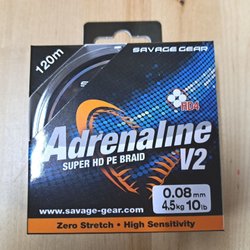 120m
SAVAGE GEAR
HD4
Adrenaline
SUPER HD PE BRAID
V2
0.08mm
4.5kg 10lb
www.savage-gear.com
Zero Stretch • High Sensitivity